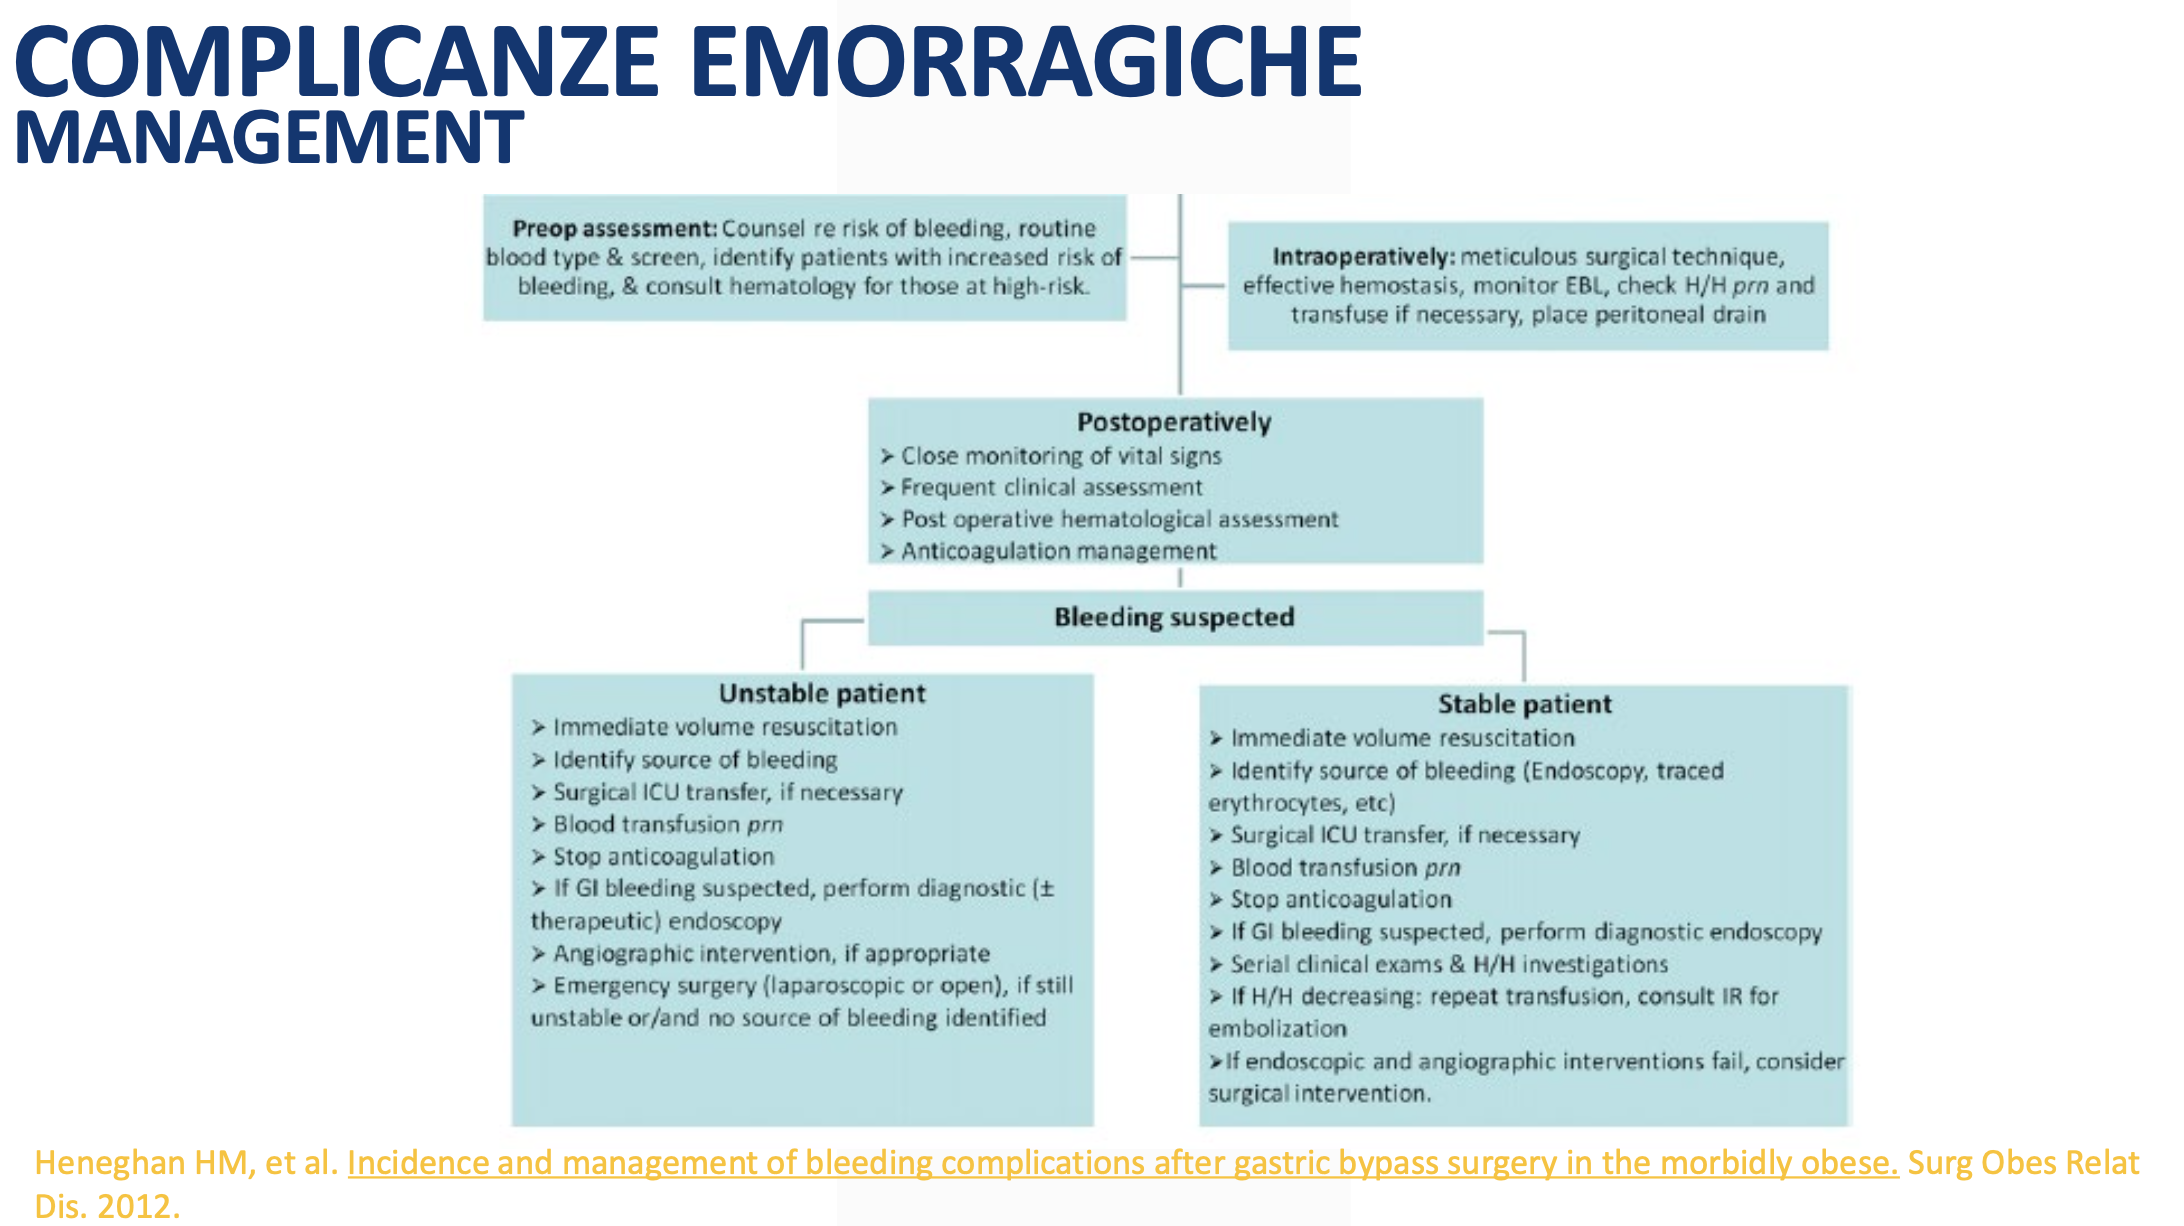 COMPLICANZE EMORRAGICHE
MANAGEMENT
Preop assessment: Counsel re risk of bleeding, routine
blood type & screen, identify patients with increased risk of
bleeding, & consult hematology for those at high-risk.
Intraoperatively: meticulous surgical technique,
effective hemostasis, monitor EBL, check H/H prn and
transfuse if necessary, place peritoneal drain
Postoperatively
➢ Close monitoring of vital signs
➢ Frequent clinical assessment
➢ Post operative hematological assessment
➢ Anticoagulation management
Bleeding suspected
Unstable patient
➢ Immediate volume resuscitation
➢ Identify source of bleeding
➢ Surgical ICU transfer, if necessary
➢ Blood transfusion prn
➢ Stop anticoagulation
➢ If GI bleeding suspected, perform diagnostic (±
therapeutic) endoscopy
➢ Angiographic intervention, if appropriate
➢ Emergency surgery (laparoscopic or open), if still
unstable or/and no source of bleeding identified
Stable patient
➢ Immediate volume resuscitation
➢ Identify source of bleeding (Endoscopy, traced
erythrocytes, etc)
➢ Surgical ICU transfer, if necessary
➢ Blood transfusion prn
➢ Stop anticoagulation
➢ If GI bleeding suspected, perform diagnostic endoscopy
➢ Serial clinical exams & H/H investigations
➢ If H/H decreasing: repeat transfusion, consult IR for
embolization
➢If endoscopic and angiographic interventions fail, consider
surgical intervention.
Heneghan HM, et al. Incidence and management of bleeding complications after gastric bypass surgery in the morbidly obese. Surg Obes Relat
Dis. 2012.